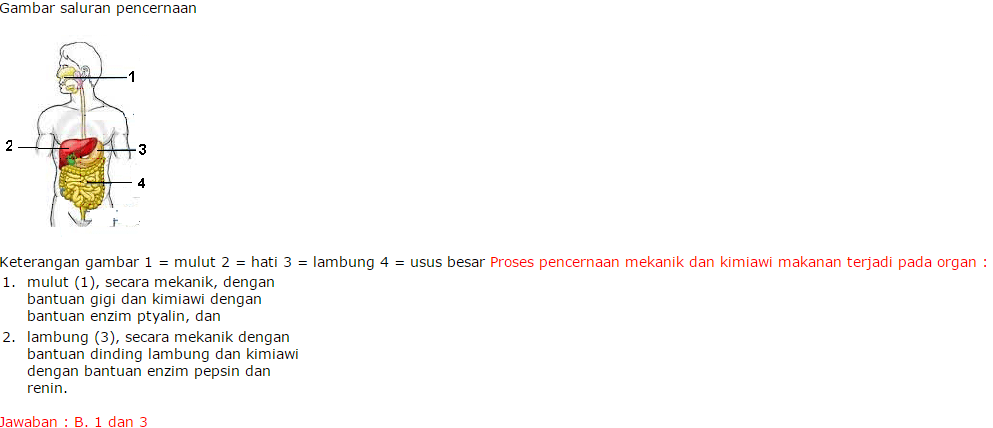 Gambar saluran pencernaan
1
2
3
4
Keterangan gambar 1 = mulut 2 = hati 3 = lambung 4 = usus besar Proses pencernaan mekanik dan kimiawi makanan terjadi pada organ :
1. mulut (1), secara mekanik, dengan
bantuan gigi dan kimiawi dengan
bantuan enzim ptyalin, dan
2. lambung (3), secara mekanik dengan
bantuan dinding lambung dan kimiawi
dengan bantuan enzim pepsin dan
renin.
Jawaban : B. 1 dan 3